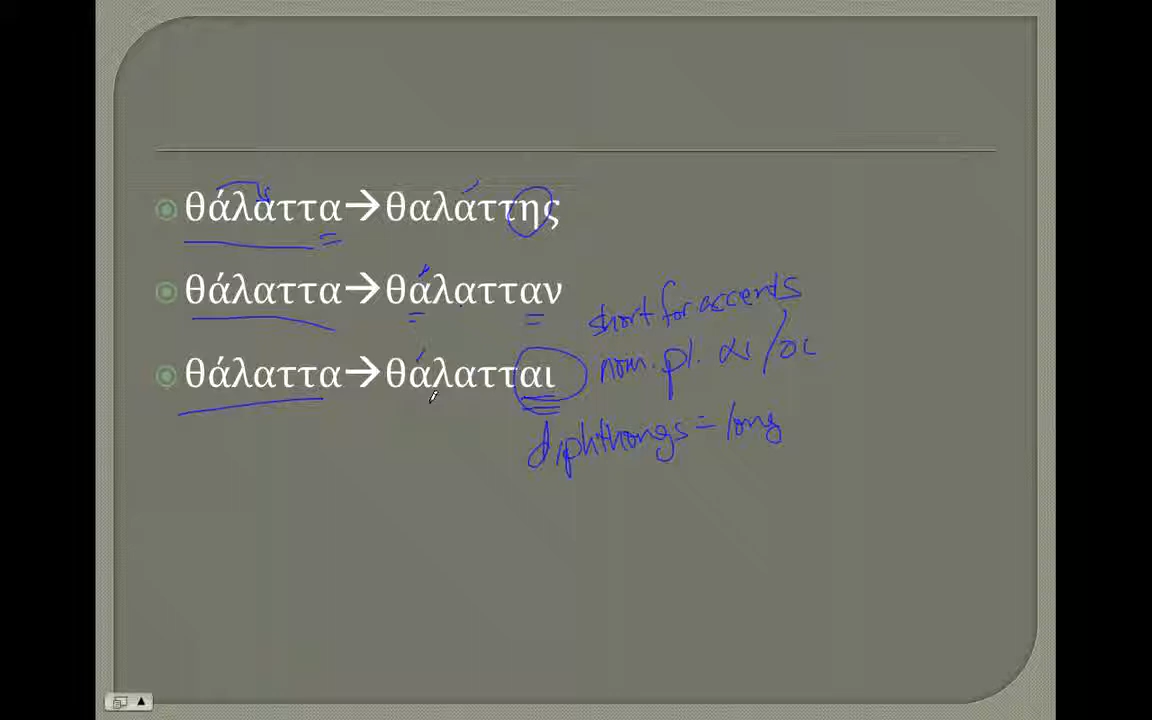 θάλαττα→θαλάττης
θάλαττα→θάλατταν
short for accents
nom. pl. αι/οι
θάλαττα→θάλατται
diphthongs = long